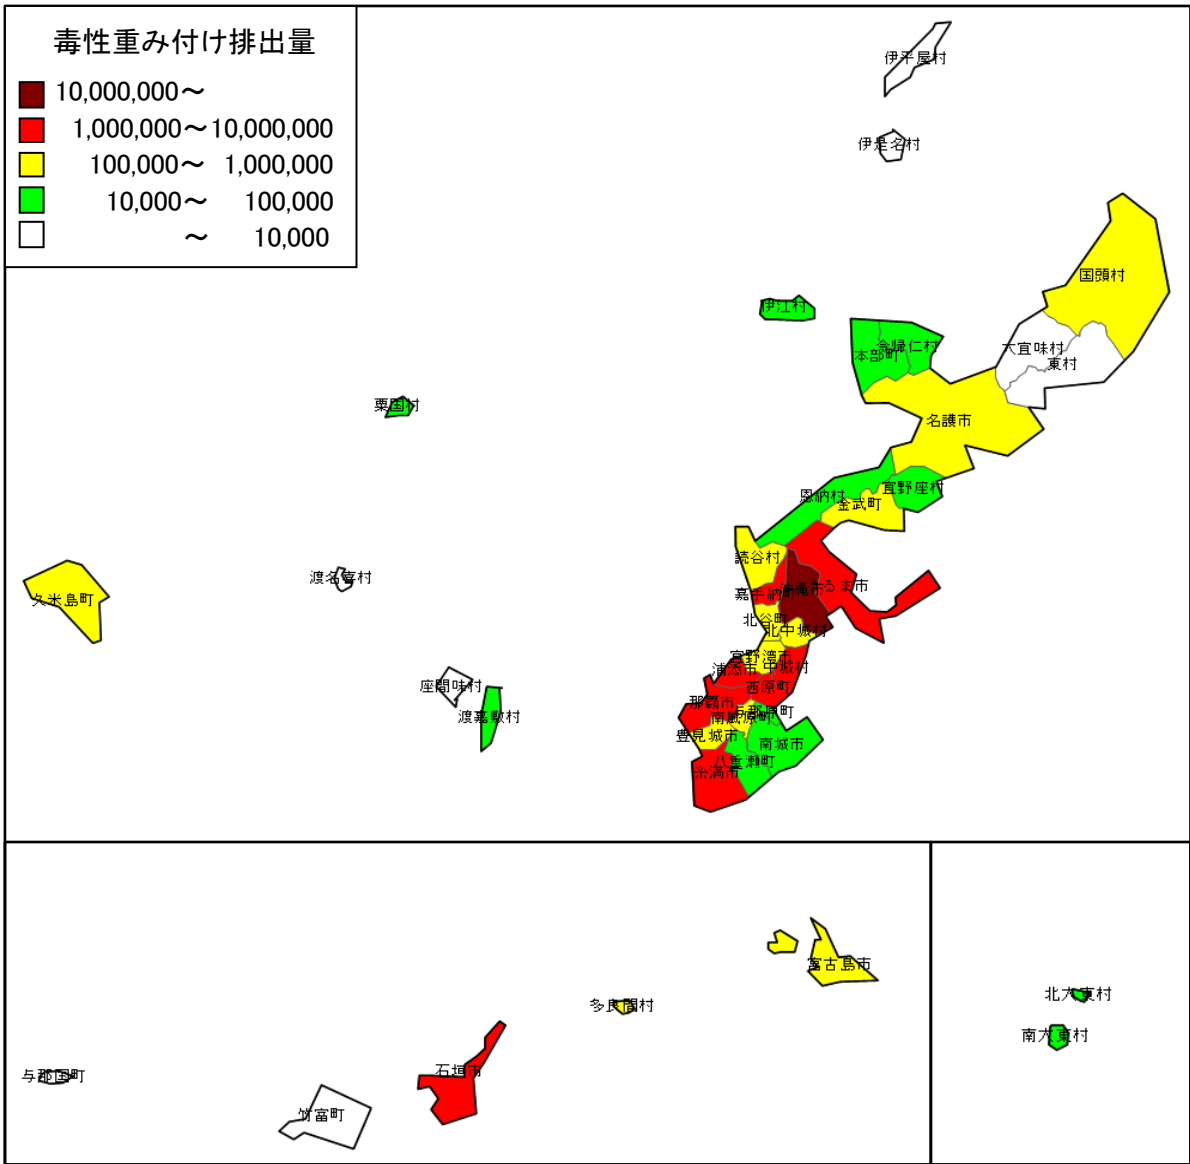 毒性重み付け排出量
10,000,000～
1,000,000～10,000,000
100,000～ 1,000,000
10,000～ 100,000
～ 10,000
伊平屋村
伊是名村
国頭村
伊江村
今帰仁村
本部町
大宜味村
東村
粟国村
名護市
恩納村
宜野座村
金武町
読谷村
渡名喜村
久米島町
嘉手納町
沖縄市
うるま市
北谷町
北中城村
宜野湾市
浦添市
中城村
座間味村
西原町
那覇市
渡嘉敷村
与那原町
南風原町
豊見城市
南城市
八重瀬町
糸満市
宮古島市
多良間村
北大東村
南大東村
石垣市
与那国町
竹富町